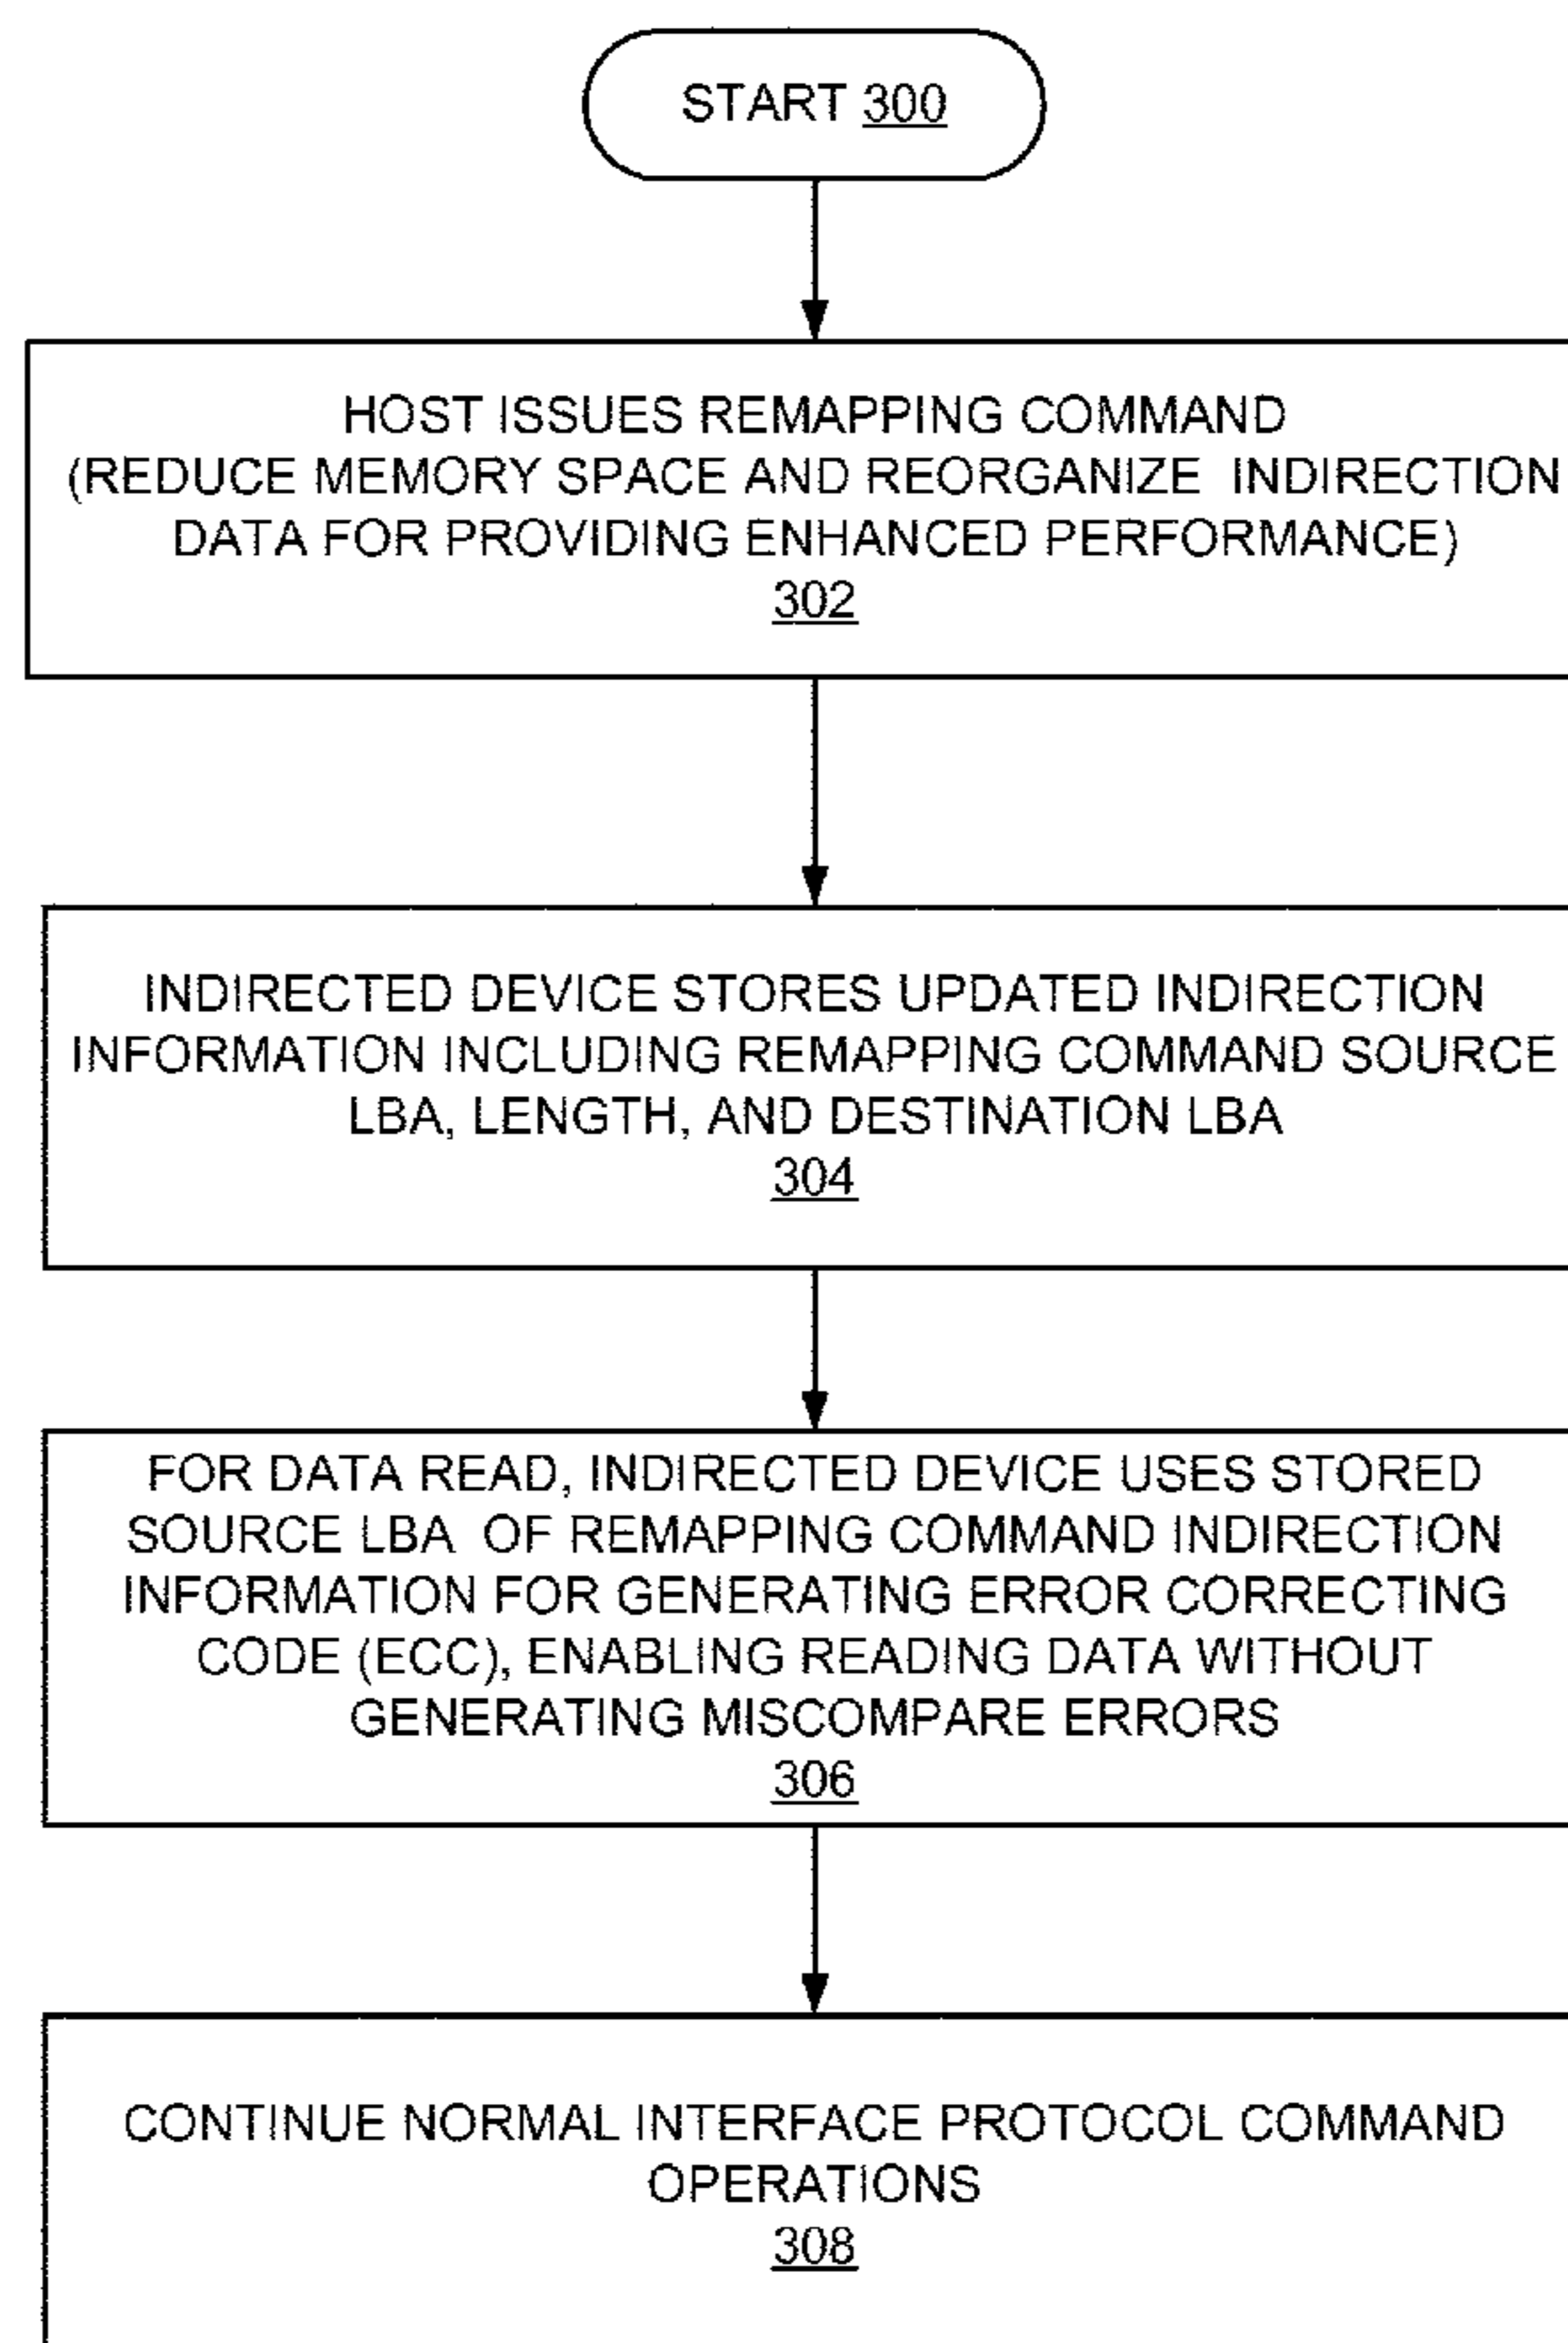 START 300
HOST ISSUES REMAPPING COMMAND
(REDUCE MEMORY SPACE AND REORGANIZE INDIRECTION
DATA FOR PROVIDING ENHANCED PERFORMANCE)
302
INDIRECTED DEVICE STORES UPDATED INDIRECTION
INFORMATION INCLUDING REMAPPING COMMAND SOURCE
LBA, LENGTH, AND DESTINATION LBA
304
FOR DATA READ, INDIRECTED DEVICE USES STORED
SOURCE LBA OF REMAPPING COMMAND INDIRECTION
INFORMATION FOR GENERATING ERROR CORRECTING
CODE (ECC), ENABLING READING DATA WITHOUT
GENERATING MISCOMPARE ERRORS
306
CONTINUE NORMAL INTERFACE PROTOCOL COMMAND
OPERATIONS
308